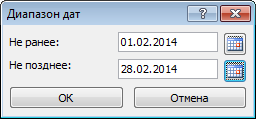 Диапазон дат
Не ранее: 01.02.2014
Не позднее: 28.02.2014
ОК Отмена